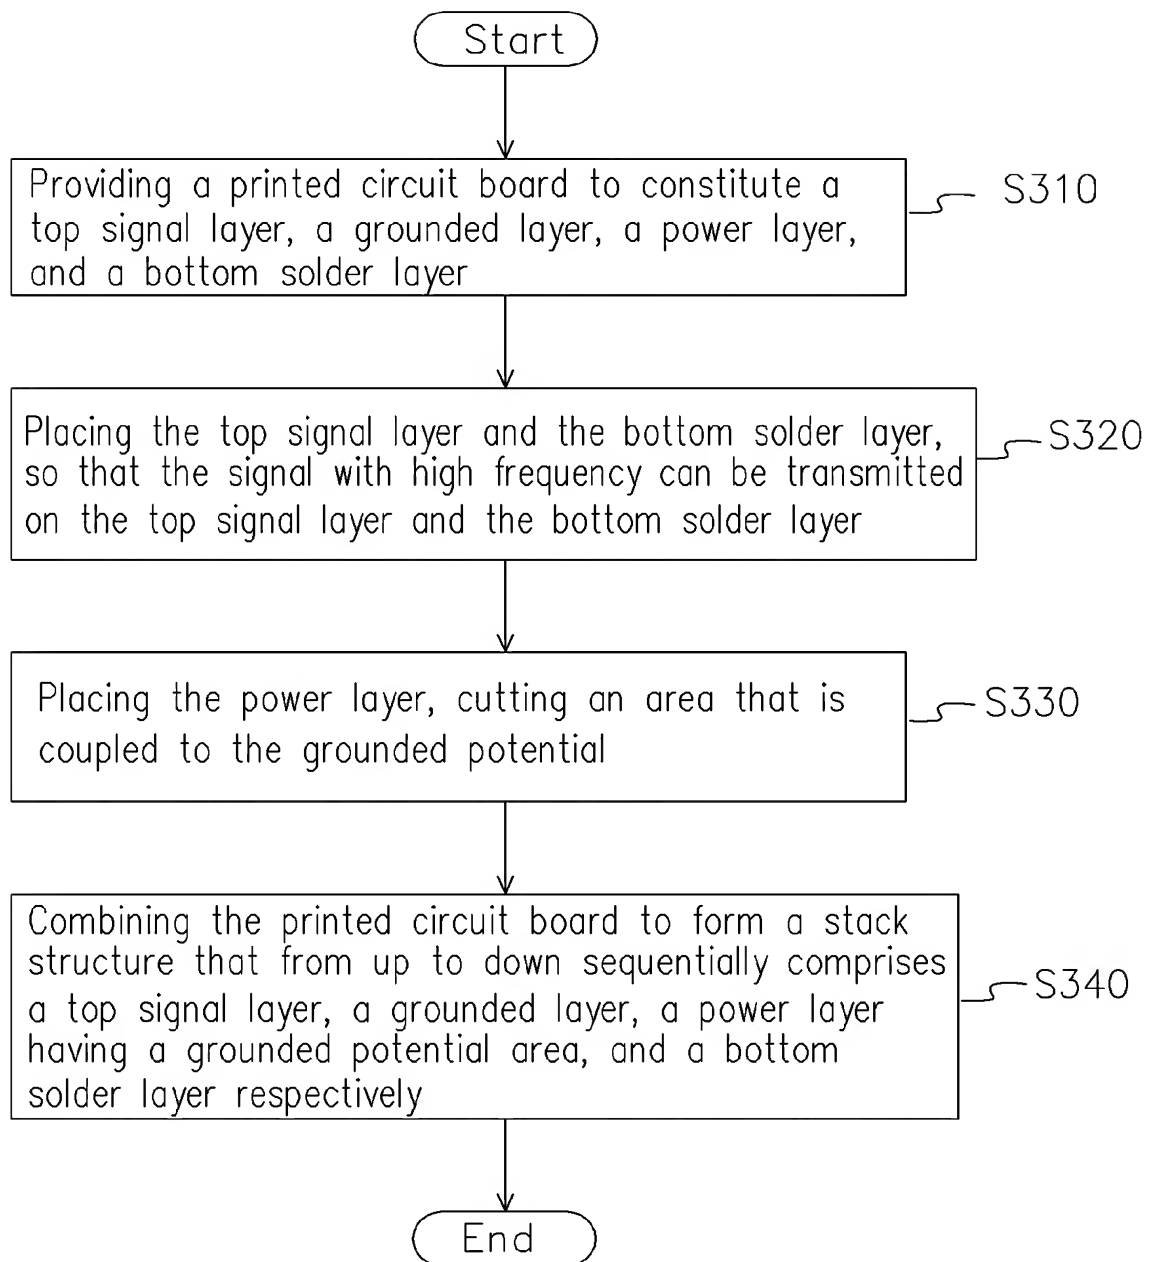 Start
Providing a printed circuit board to constitute a
top signal layer, a grounded layer, a power layer,
and a bottom solder layer
S310
Placing the top signal layer and the bottom solder layer,
so that the signal with high frequency can be transmitted
on the top signal layer and the bottom solder layer
S320
Placing the power layer, cutting an area that is
coupled to the grounded potential
S330
Combining the printed circuit board to form a stack
structure that from up to down sequentially comprises
a top signal layer, a grounded layer, a power layer
having a grounded potential area, and a bottom
solder layer respectively
S340
End